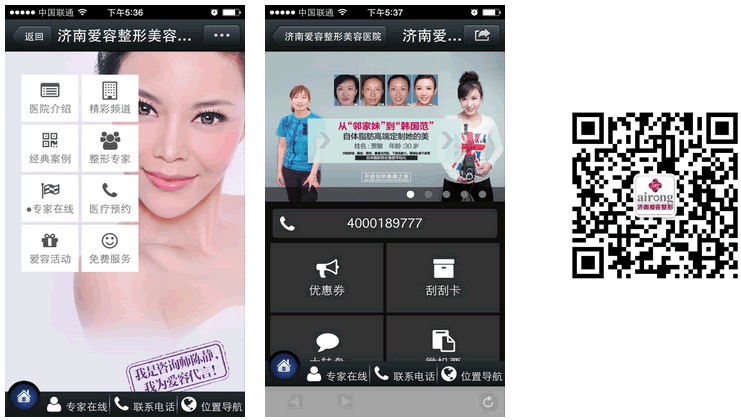 中国联通
下午5:36
返回
济南爱容整形美容...
医院介绍
精彩频道
经典案例
整形专家
●专家在线
医疗预约
爱容活动
免费服务
我是咨询师陈静,
我为爱容代言!
专家在线
联系电话
位置导航
中国联通
下午5:37
济南爱容整形美容医院
济南爱...
从“邻家妹”到“韩国范”
自体脂肪高端定制她的美
姓名:贾敏 年龄:30岁
4000189777
优惠券
刮刮卡
大转盘
微机票
专家在线
联系电话
位置导航
airong
济南爱容整形